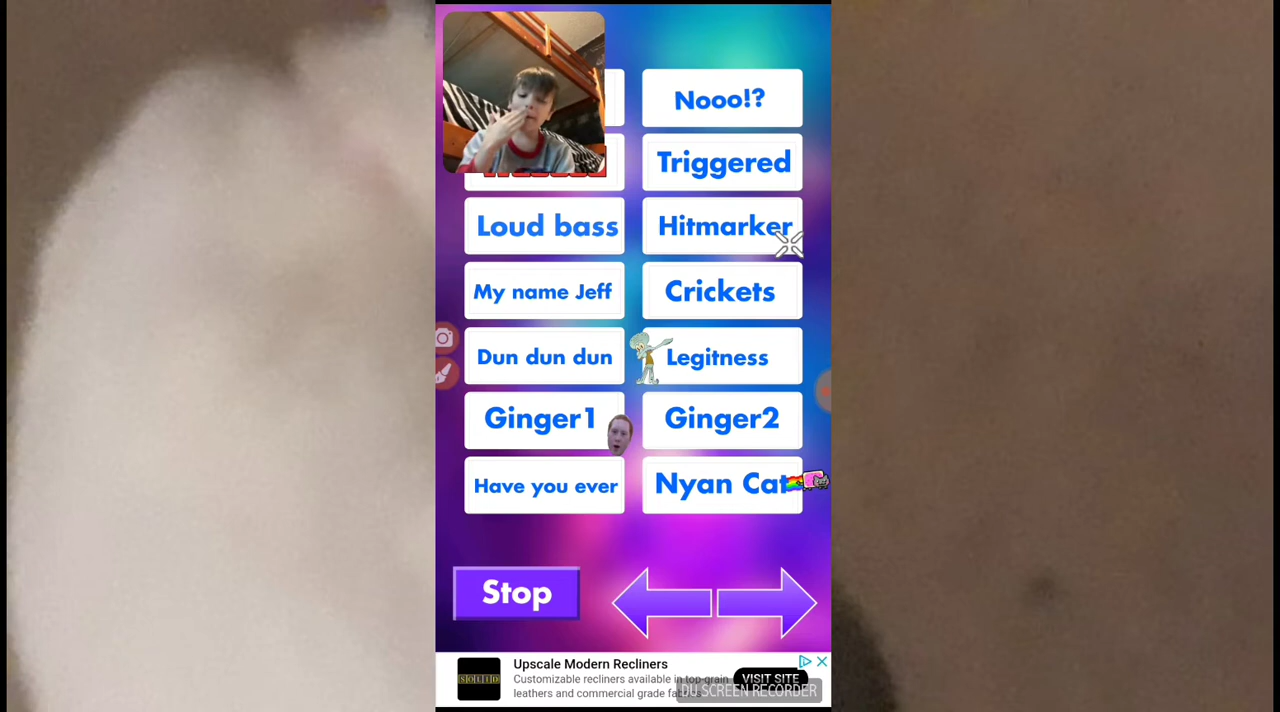 Nooo!?
Triggered
Loud bass
Hitmarker
My name Jeff
Crickets
Dun dun dun
Legitness
Ginger1
Ginger2
Have you ever
Nyan Cat
Stop
Upscale Modern Recliners
SOLID
Customizable recliners available in top-grain
VISIT SITE
leathers and commercial grade
DU SCREEN RECORDER